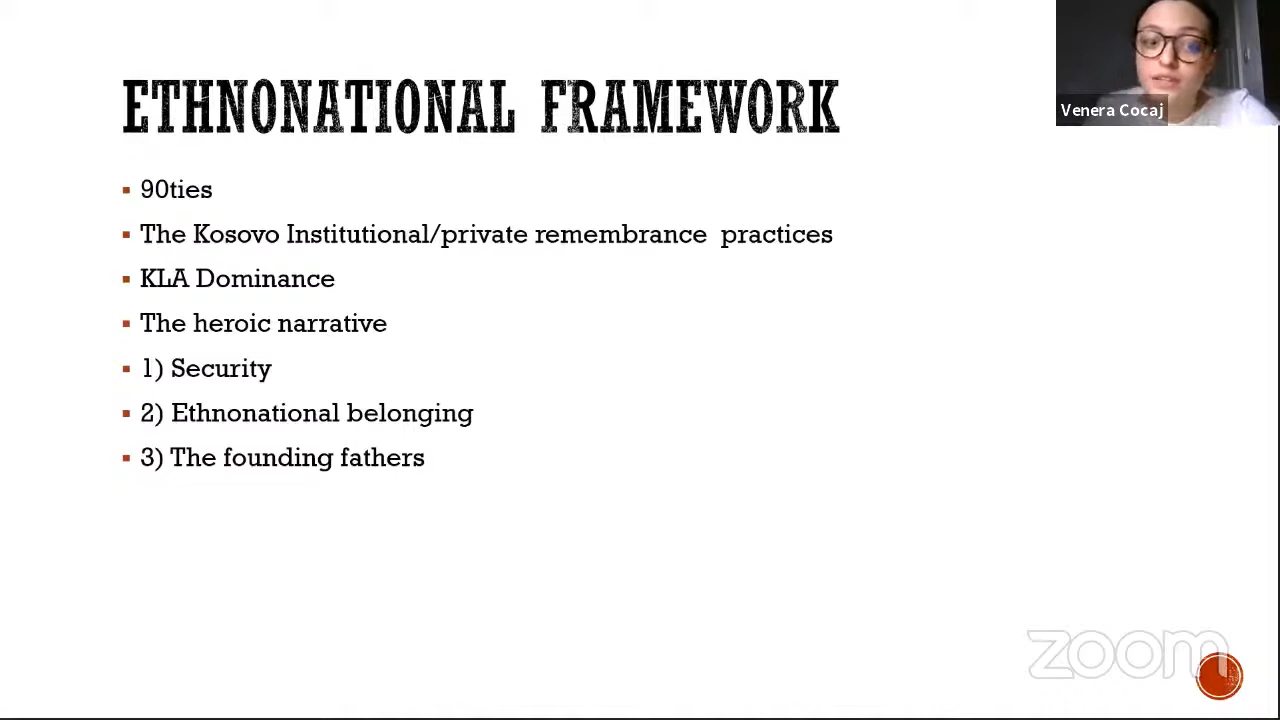 ETHNONATIONAL FRAMEWORK
Venera Cocaj
▪ 90ties
▪ The Kosovo Institutional/private remembrance practices
▪ KLA Dominance
▪ The heroic narrative
▪ 1) Security
▪ 2) Ethnonational belonging
▪ 3) The founding fathers
zoom